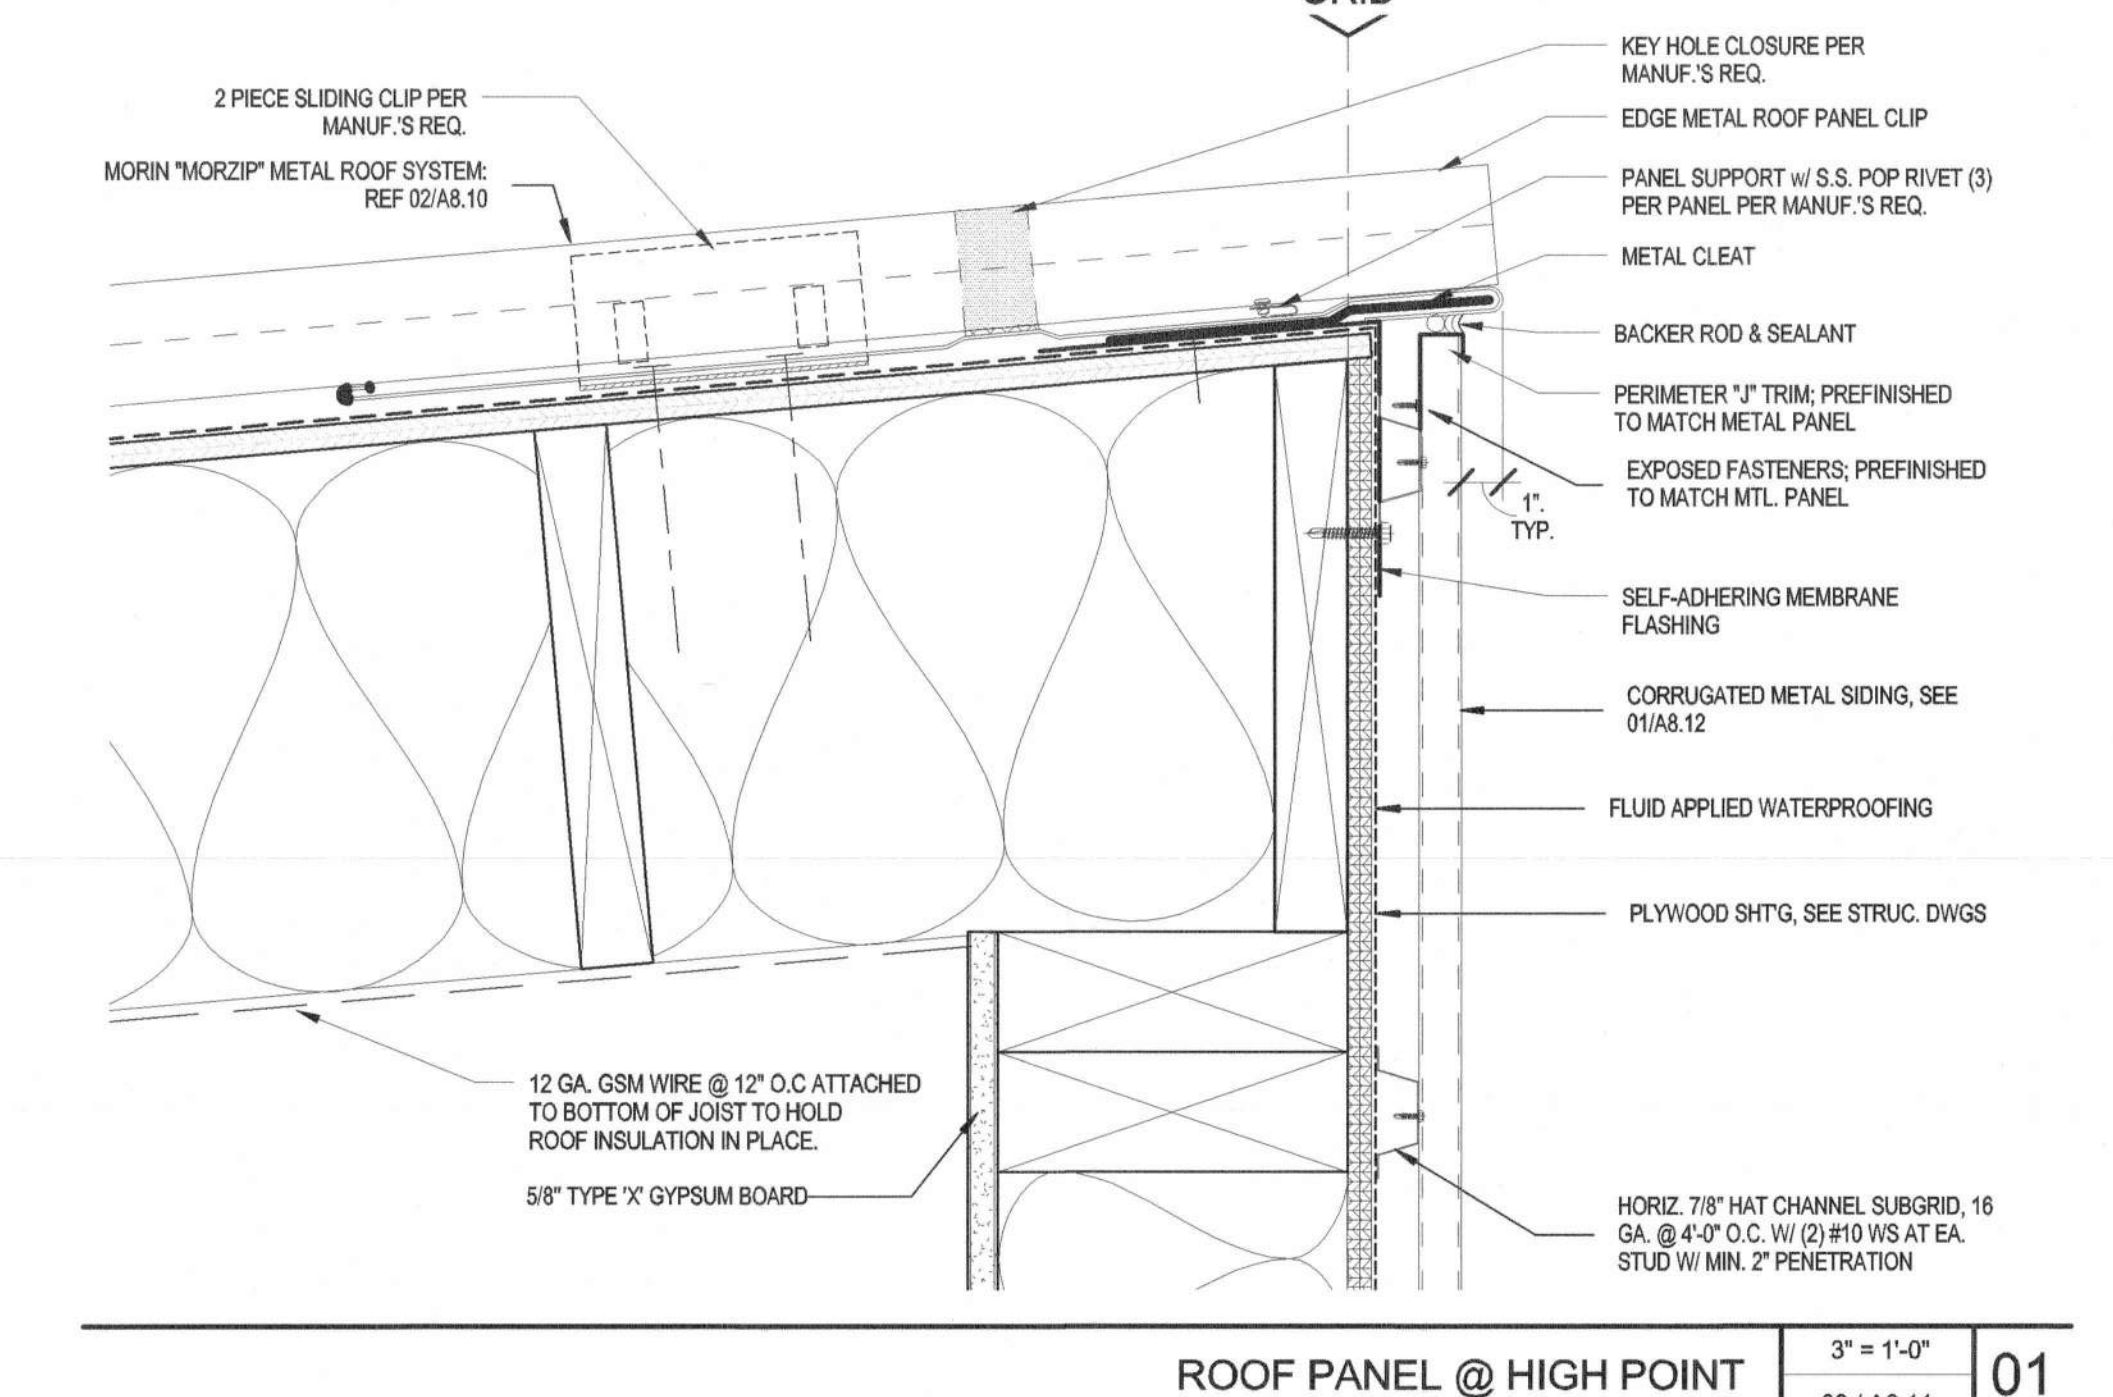 GRID
KEY HOLE CLOSURE PER
MANUF.'S REQ.
2 PIECE SLIDING CLIP PER
MANUF.'S REQ.
EDGE METAL ROOF PANEL CLIP
MORIN "MORZIP" METAL ROOF SYSTEM:
REF 02/A8.10
PANEL SUPPORT w/ S.S. POP RIVET (3)
PER PANEL PER MANUF.'S REQ.
METAL CLEAT
BACKER ROD & SEALANT
PERIMETER "J" TRIM; PREFINISHED
TO MATCH METAL PANEL
EXPOSED FASTENERS; PREFINISHED
TO MATCH MTL. PANEL
1".
TYP.
SELF-ADHERING MEMBRANE
FLASHING
CORRUGATED METAL SIDING, SEE
01/A8.12
FLUID APPLIED WATERPROOFING
PLYWOOD SHT'G, SEE STRUC. DWGS
12 GA. GSM WIRE @ 12" O.C ATTACHED
TO BOTTOM OF JOIST TO HOLD
ROOF INSULATION IN PLACE.
5/8" TYPE 'X' GYPSUM BOARD
HORIZ. 7/8" HAT CHANNEL SUBGRID, 16
GA. @ 4'-0" O.C. W/ (2) #10 WS AT EA.
STUD W/ MIN. 2" PENETRATION
ROOF PANEL @ HIGH POINT
3" = 1'-0"
01